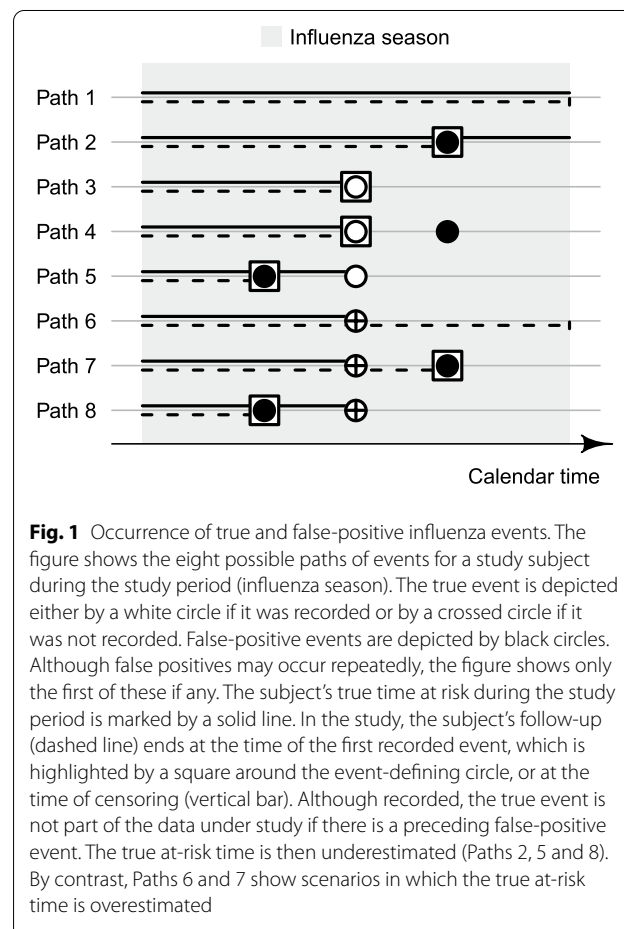 Influenza season
Path 1
Path 2
Path 3
Path 4
Path 5
Path 6
Path 7
Path 8
Calendar time
Fig. 1 Occurrence of true and false-positive influenza events. The
figure shows the eight possible paths of events for a study subject
during the study period (influenza season). The true event is depicted
either by a white circle if it was recorded or by a crossed circle if it
was not recorded. False-positive events are depicted by black circles.
Although false positives may occur repeatedly, the figure shows only
the first of these if any. The subject's true time at risk during the study
period is marked by a solid line. In the study, the subject's follow-up
(dashed line) ends at the time of the first recorded event, which is
highlighted by a square around the event-defining circle, or at the
time of censoring (vertical bar). Although recorded, the true event is
not part of the data under study if there is a preceding false-positive
event. The true at-risk time is then underestimated (Paths 2, 5 and 8).
By contrast, Paths 6 and 7 show scenarios in which the true at-risk
time is overestimated